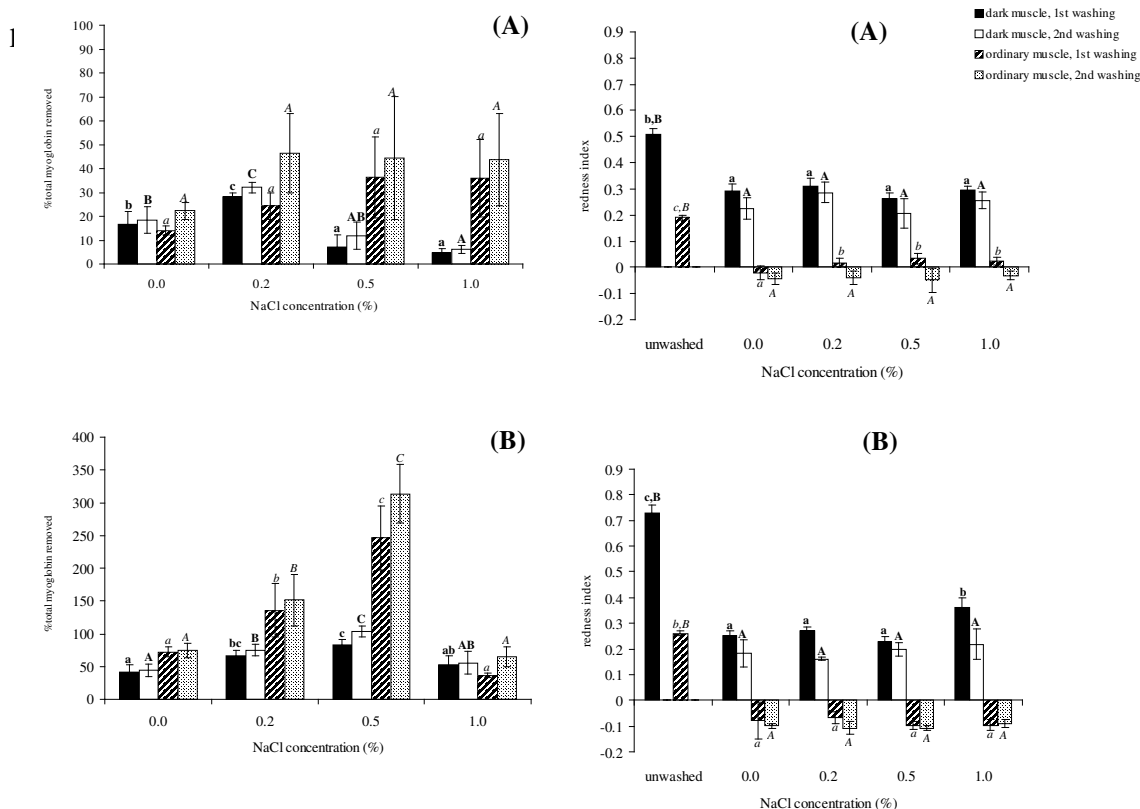 1
(A)
100
90
80
70
60
50
40
30
20
10
0
%total myoglobin removed
b B a A
c C a A
a AB a A
a A a A
0.0 0.2 0.5 1.0
NaCl concentration (%)
(A)
dark muscle, 1st washing
dark muscle, 2nd washing
ordinary muscle, 1st washing
ordinary muscle, 2nd washing
0.9
0.8
0.7
0.6
0.5
0.4
0.3
0.2
0.1
0
-0.1
-0.2
redness index
b,B c,B
a A a A
a A b A
a A b A
a A b A
unwashed 0.0 0.2 0.5 1.0
NaCl concentration (%)
(B)
400
350
300
250
200
150
100
50
0
%total myoglobin removed
a A a A
bc B b B
c C c C
ab AB a A
0.0 0.2 0.5 1.0
NaCl concentration (%)
(B)
0.9
0.8
0.7
0.6
0.5
0.4
0.3
0.2
0.1
0
-0.1
-0.2
redness index
c,B b,B
a A a A
a A a A
a A a A
b A a A
unwashed 0.0 0.2 0.5 1.0
NaCl concentration (%)